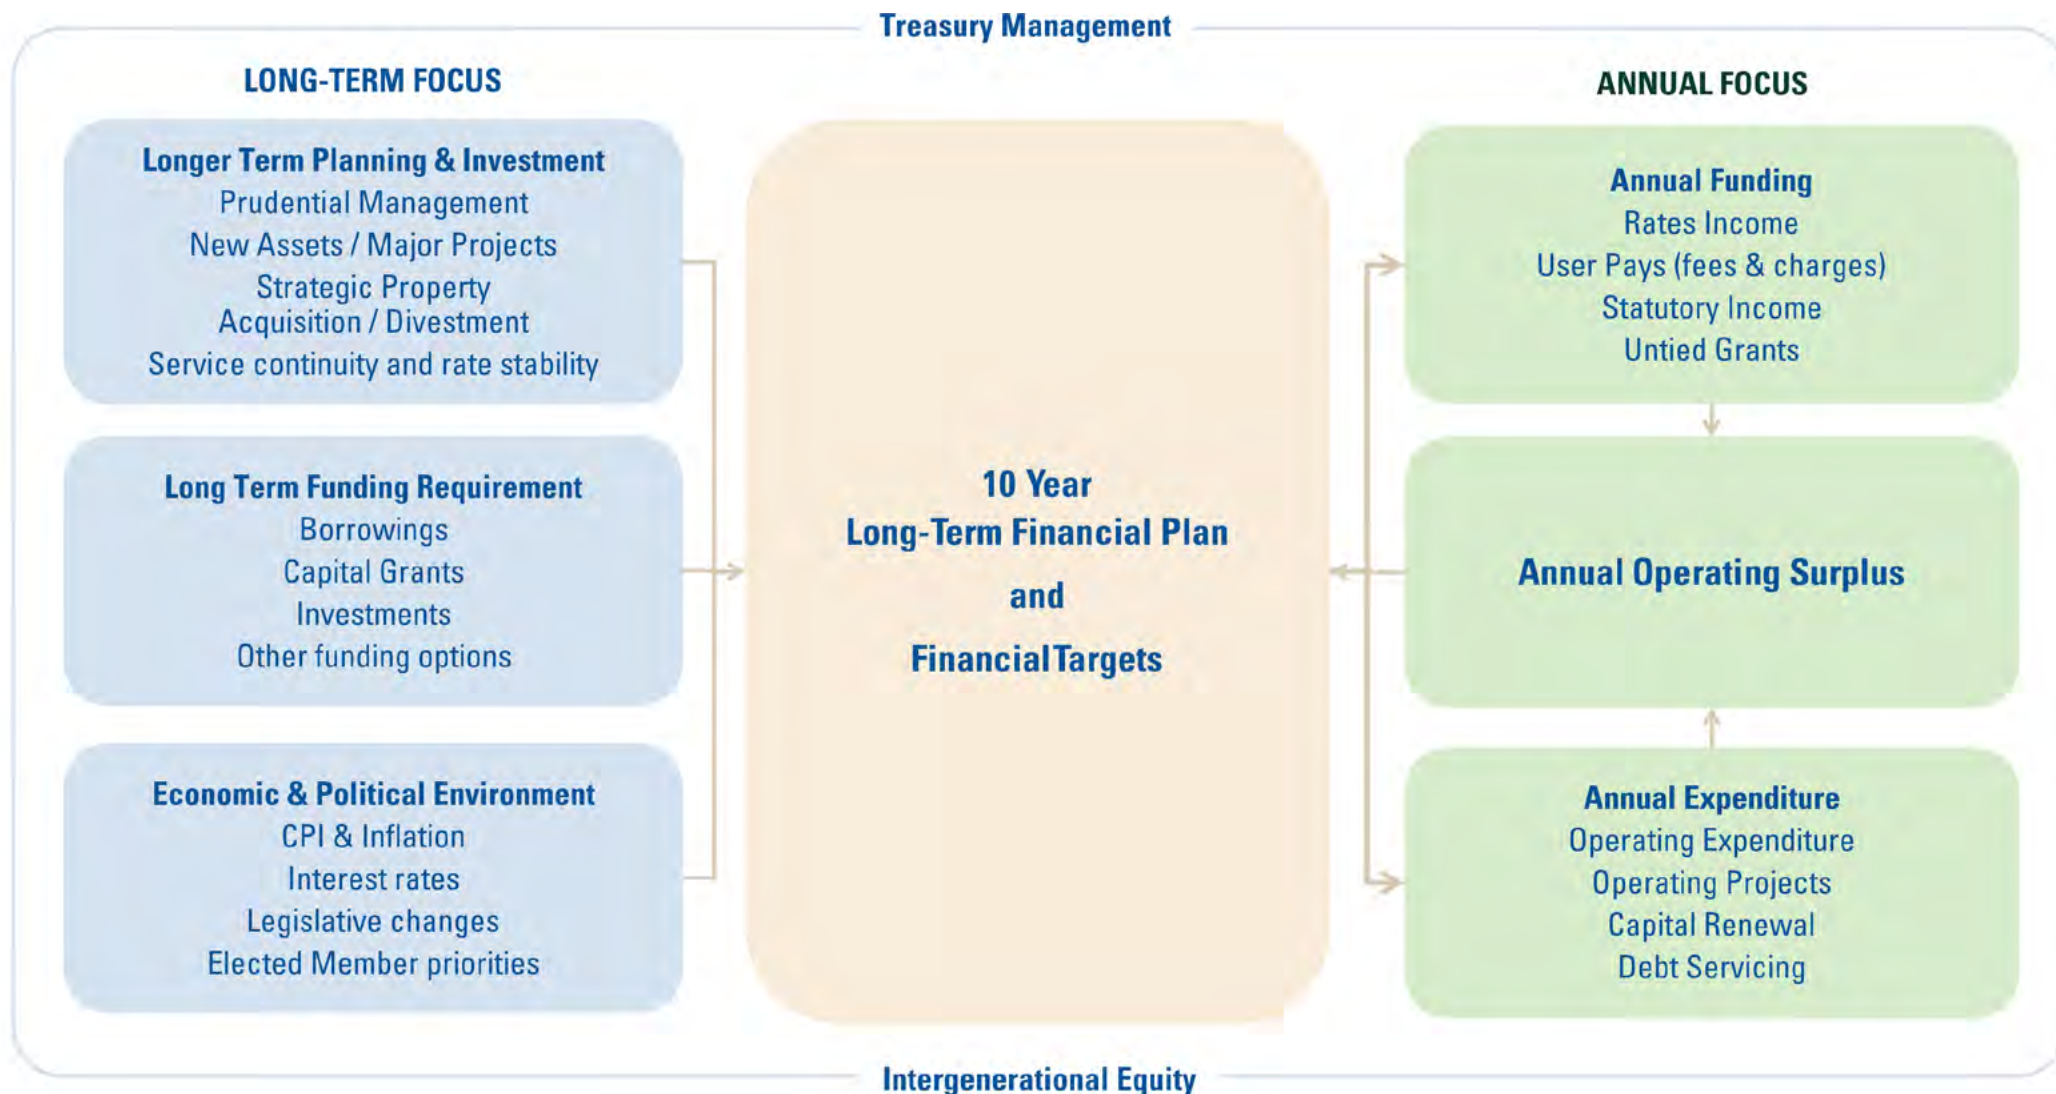 Treasury Management
LONG-TERM FOCUS
Longer Term Planning & Investment
Prudential Management
New Assets / Major Projects
Strategic Property
Acquisition / Divestment
Service continuity and rate stability
Long Term Funding Requirement
Borrowings
Capital Grants
Investments
Other funding options
Economic & Political Environment
CPI & Inflation
Interest rates
Legislative changes
Elected Member priorities
10 Year
Long-Term Financial Plan
and
Financial Targets
ANNUAL FOCUS
Annual Funding
Rates Income
User Pays (fees & charges)
Statutory Income
Untied Grants
Annual Operating Surplus
Annual Expenditure
Operating Expenditure
Operating Projects
Capital Renewal
Debt Servicing
Intergenerational Equity